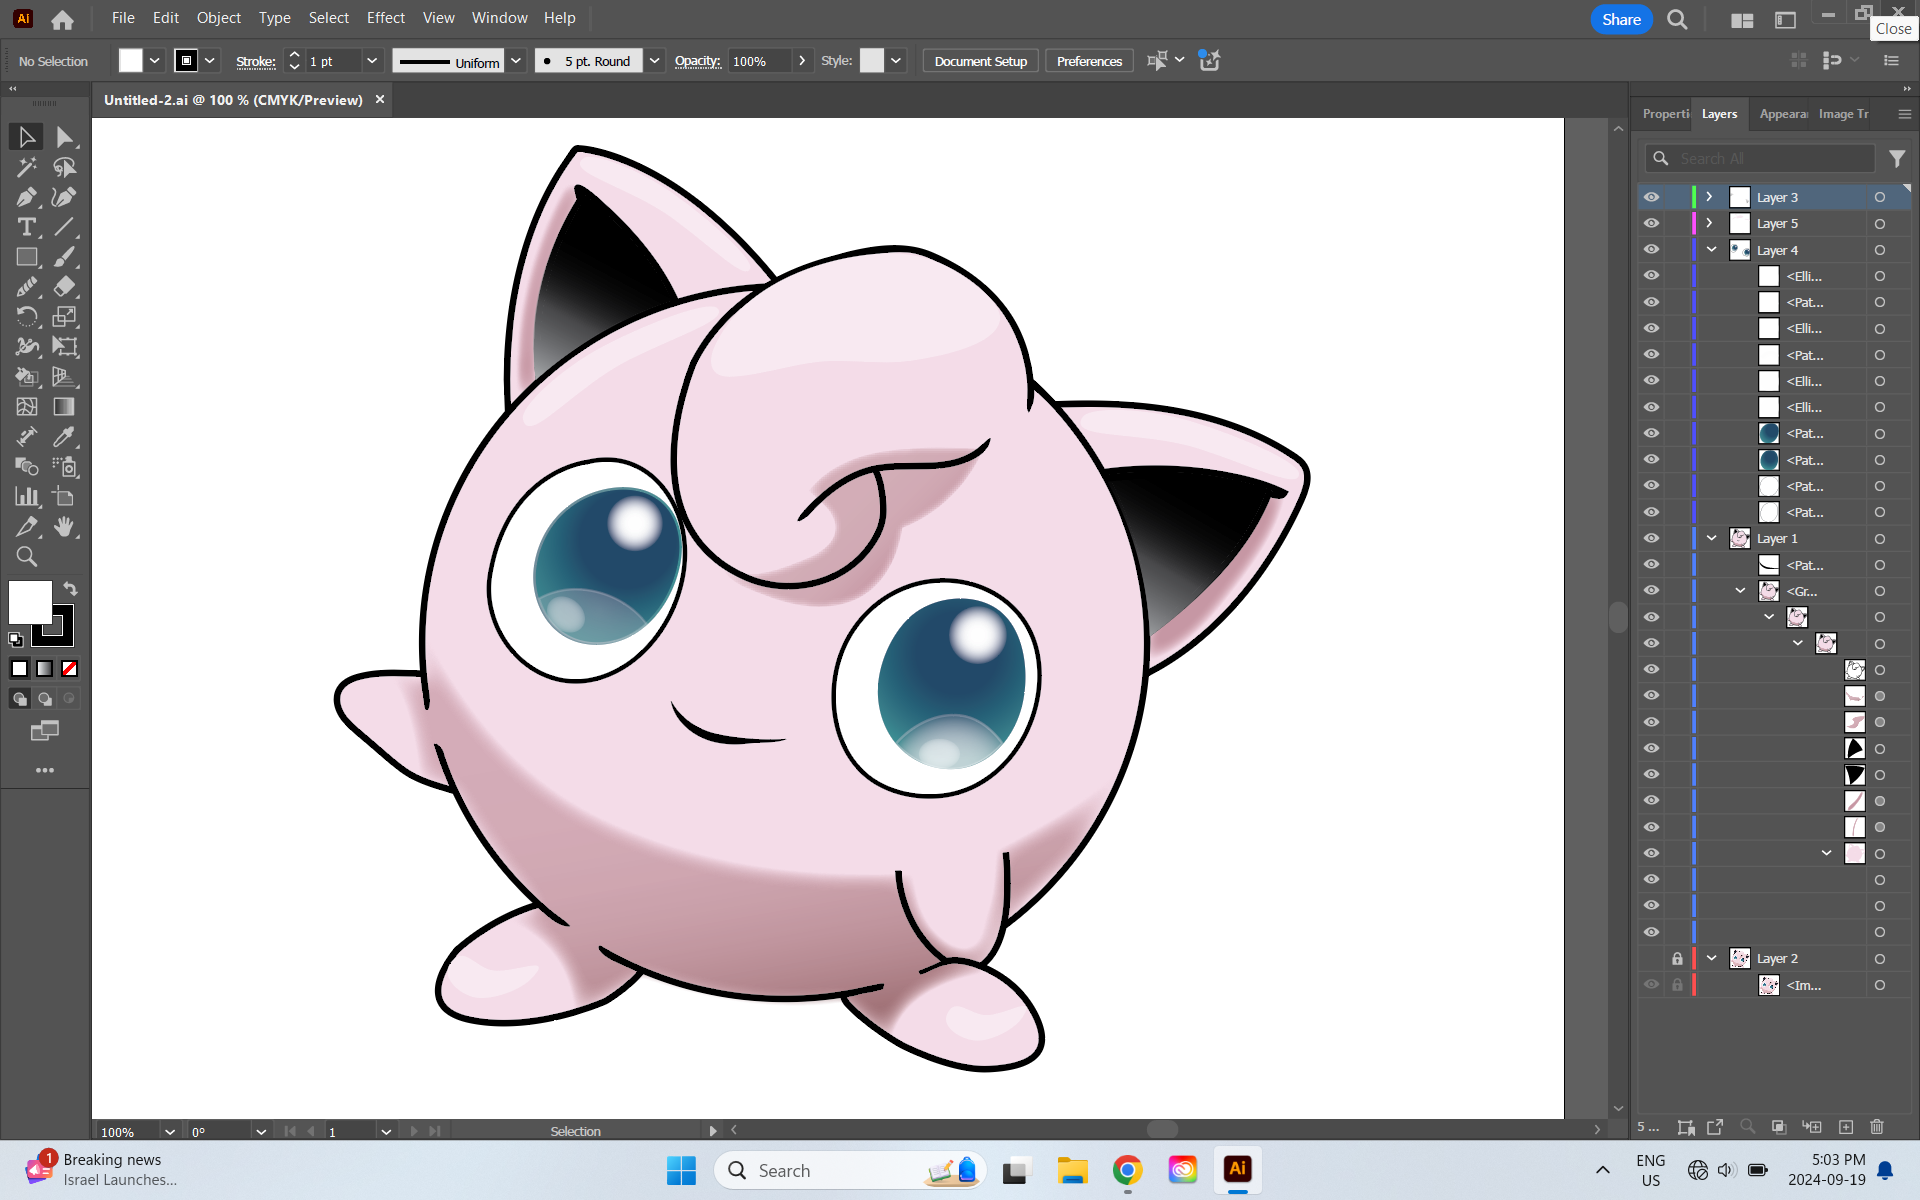 Ai File Edit Object Type Select Effect View Window Help Share
Close
No Selection Stroke: 1 pt Uniform 5 pt. Round Opacity: 100% Style: Document Setup Preferences
Untitled-2.ai @ 100 % (CMYK/Preview) ×
Properti Layers Appeara Image Tr
Search All
Layer 3
Layer 5
Layer 4
<Elli...
<Pat...
<Elli...
<Pat...
<Elli...
<Elli...
<Pat...
<Pat...
<Pat...
<Pat...
Layer 1
<Pat...
<Gr...
Layer 2
<Im...
5 ...
100% 0° 1 Selection
1 Breaking news
Israel Launches...
Search
Ai
ENG
US
5:03 PM
2024-09-19